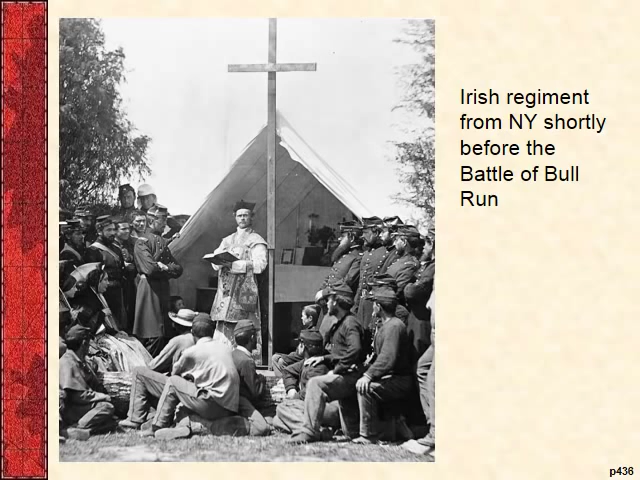 Irish regiment
from NY shortly
before the
Battle of Bull
Run
p436